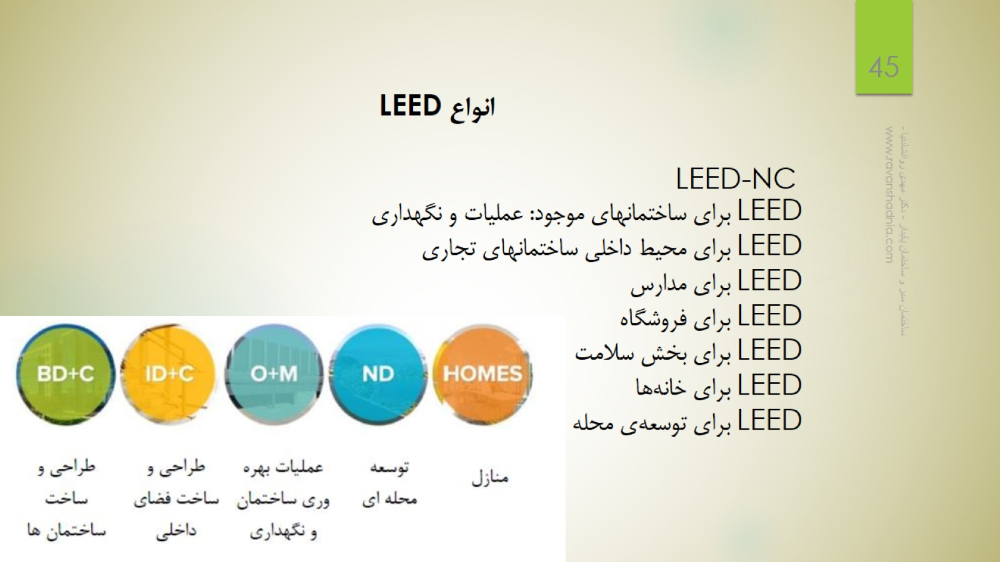 45
انواع LEED
LEED-NC
LEED برای ساختمانهای موجود: عملیات و نگهداری
LEED برای محیط داخلی ساختمانهای تجاری
LEED برای مدارس
LEED برای فروشگاه
LEED برای بخش سلامت
LEED برای خانه‌ها
LEED برای توسعه‌ی محله
ساختمان سبز و ساختمان پایدار - دکتر مهدی روانشادنیا -
www.ravanshadnia.com
BD+C
ID+C
O+M
ND
HOMES
طراحی و
ساخت
ساختمان ها
طراحی و
ساخت فضای
داخلی
عملیات بهره
وری ساختمان
و نگهداری
توسعه
محله ای
منازل